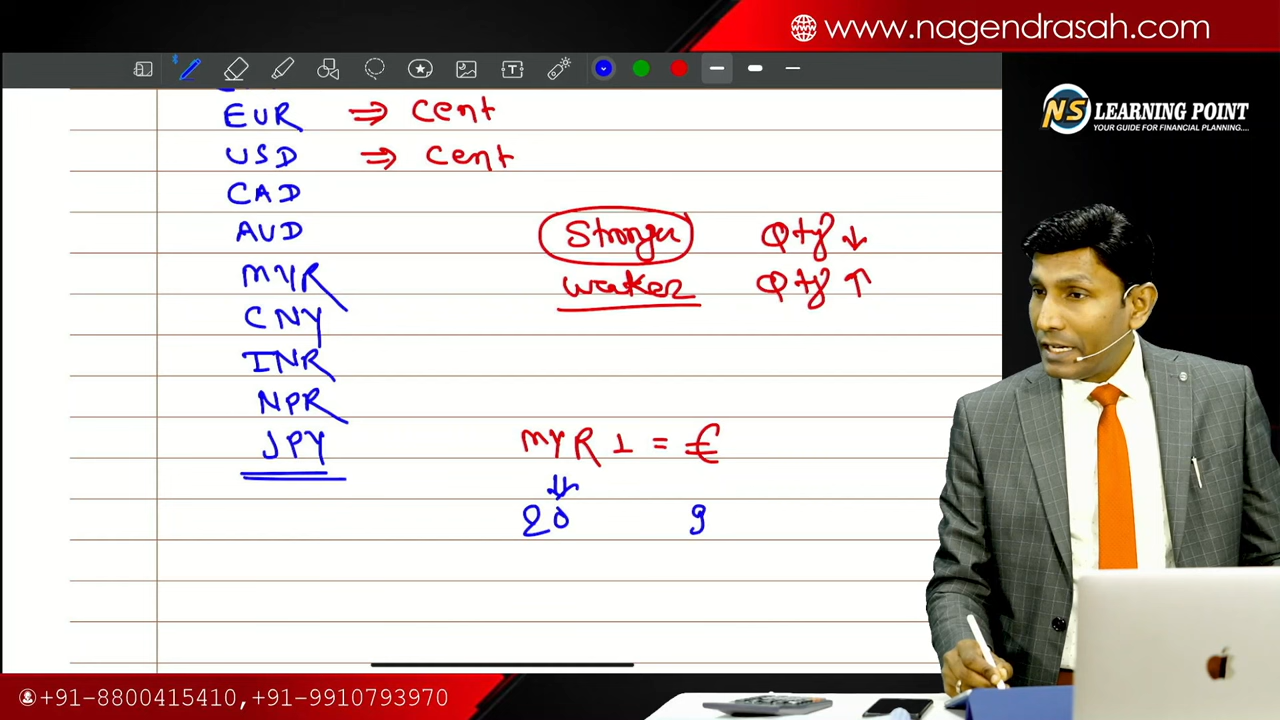 www.nagendrasah.com
NS LEARNING POINT
YOUR GUIDE FOR FINANCIAL PLANNING....
EUR ⇒ cent
USD ⇒ cent
CAD
AUD
MYR
CNY
INR
NPR
JPY
Stronger Qty ↓
weaker Qty ↑
MYR 1 = €
⇓
20 9
+91-8800415410,+91-9910793970